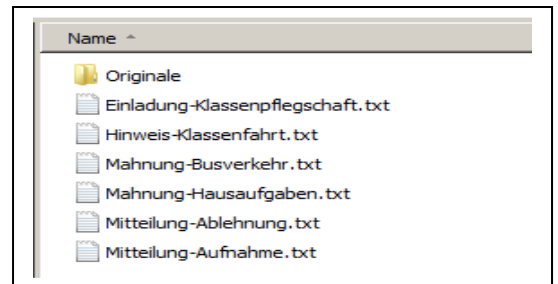 Name
Originale
Einladung-Klassenpflegschaft.txt
Hinweis-Klassenfahrt.txt
Mahnung-Busverkehr.txt
Mahnung-Hausaufgaben.txt
Mitteilung-Ablehnung.txt
Mitteilung-Aufnahme.txt